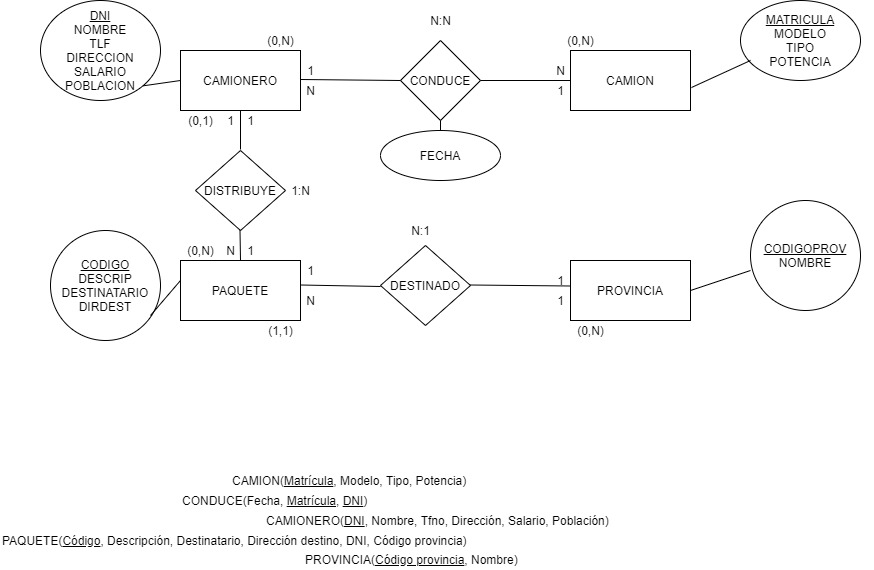 DNI
NOMBRE
TLF
DIRECCION
SALARIO
POBLACION
(0,N)
CAMIONERO
1
N
N:N
CONDUCE
FECHA
(0,N)
N
1
CAMION
MATRICULA
MODELO
TIPO
POTENCIA
(0,1) 1 1
DISTRIBUYE 1:N
(0,N) N 1
CODIGO
DESCRIP
DESTINATARIO
DIRDEST
PAQUETE
1
N
(1,1)
N:1
DESTINADO
1
1
PROVINCIA
(0,N)
CODIGOPROV
NOMBRE
CAMION(Matrícula, Modelo, Tipo, Potencia)
CONDUCE(Fecha, Matrícula, DNI)
CAMIONERO(DNI, Nombre, Tfno, Dirección, Salario, Población)
PAQUETE(Código, Descripción, Destinatario, Dirección destino, DNI, Código provincia)
PROVINCIA(Código provincia, Nombre)